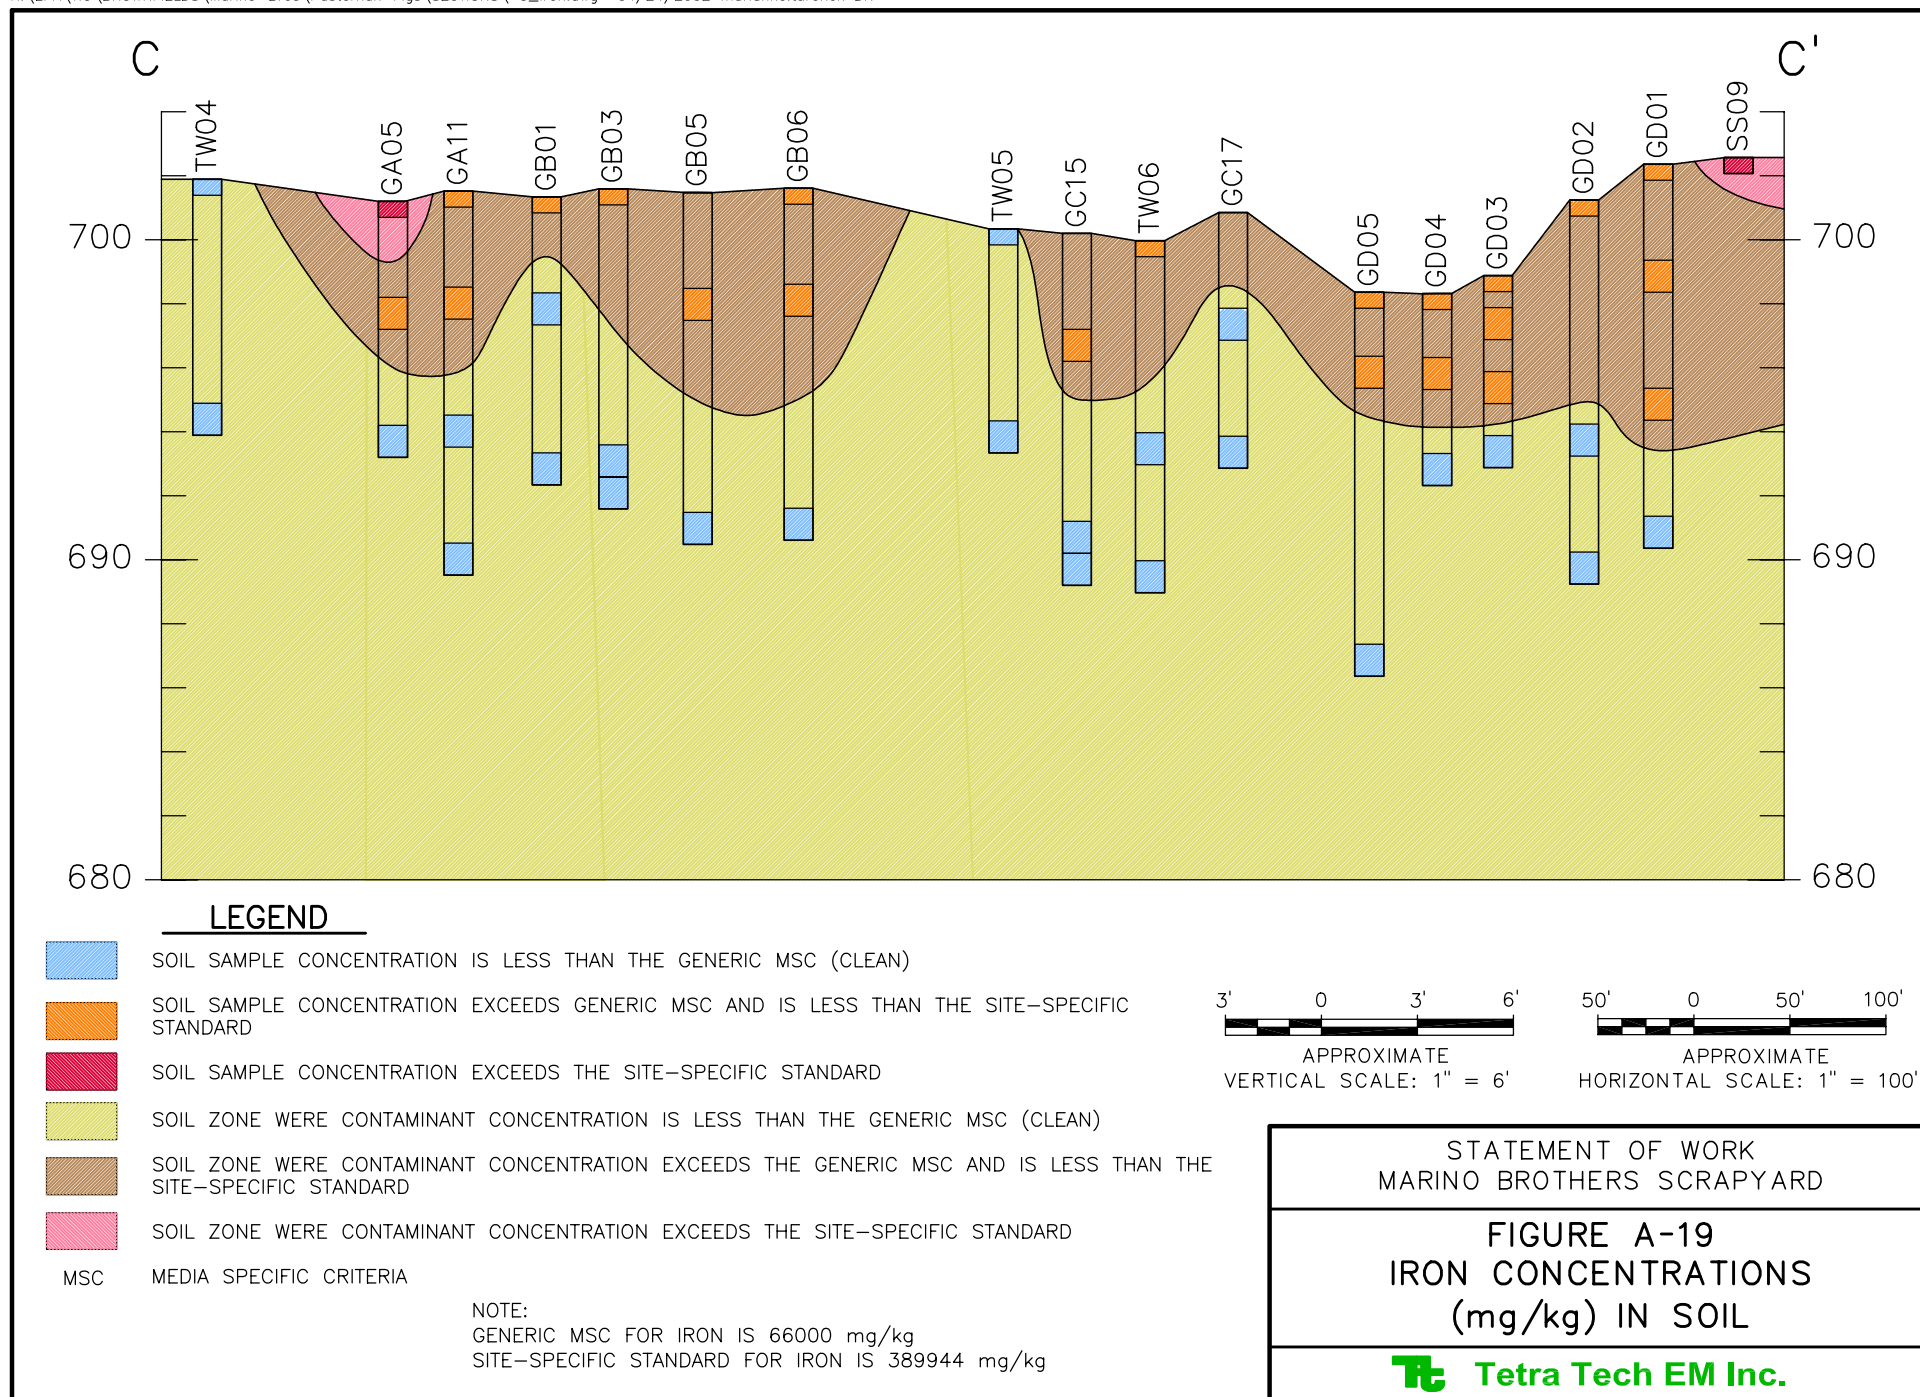 C
C'
TW04
GA05
GA11
GB01
GB03
GB05
GB06
TW05
GC15
TW06
GC17
GD05
GD04
GD03
GD02
GD01
SS09
700
700
690
690
680
680
LEGEND
SOIL SAMPLE CONCENTRATION IS LESS THAN THE GENERIC MSC (CLEAN)
SOIL SAMPLE CONCENTRATION EXCEEDS GENERIC MSC AND IS LESS THAN THE SITE-SPECIFIC
STANDARD
SOIL SAMPLE CONCENTRATION EXCEEDS THE SITE-SPECIFIC STANDARD
SOIL ZONE WERE CONTAMINANT CONCENTRATION IS LESS THAN THE GENERIC MSC (CLEAN)
SOIL ZONE WERE CONTAMINANT CONCENTRATION EXCEEDS THE GENERIC MSC AND IS LESS THAN THE
SITE-SPECIFIC STANDARD
SOIL ZONE WERE CONTAMINANT CONCENTRATION EXCEEDS THE SITE-SPECIFIC STANDARD
MSC MEDIA SPECIFIC CRITERIA
NOTE:
GENERIC MSC FOR IRON IS 66000 mg/kg
SITE-SPECIFIC STANDARD FOR IRON IS 389944 mg/kg
3' 0 3' 6'
APPROXIMATE
VERTICAL SCALE: 1" = 6'
50' 0 50' 100'
APPROXIMATE
HORIZONTAL SCALE: 1" = 100'
STATEMENT OF WORK
MARINO BROTHERS SCRAPYARD
FIGURE A-19
IRON CONCENTRATIONS
(mg/kg) IN SOIL
Tetra Tech EM Inc.